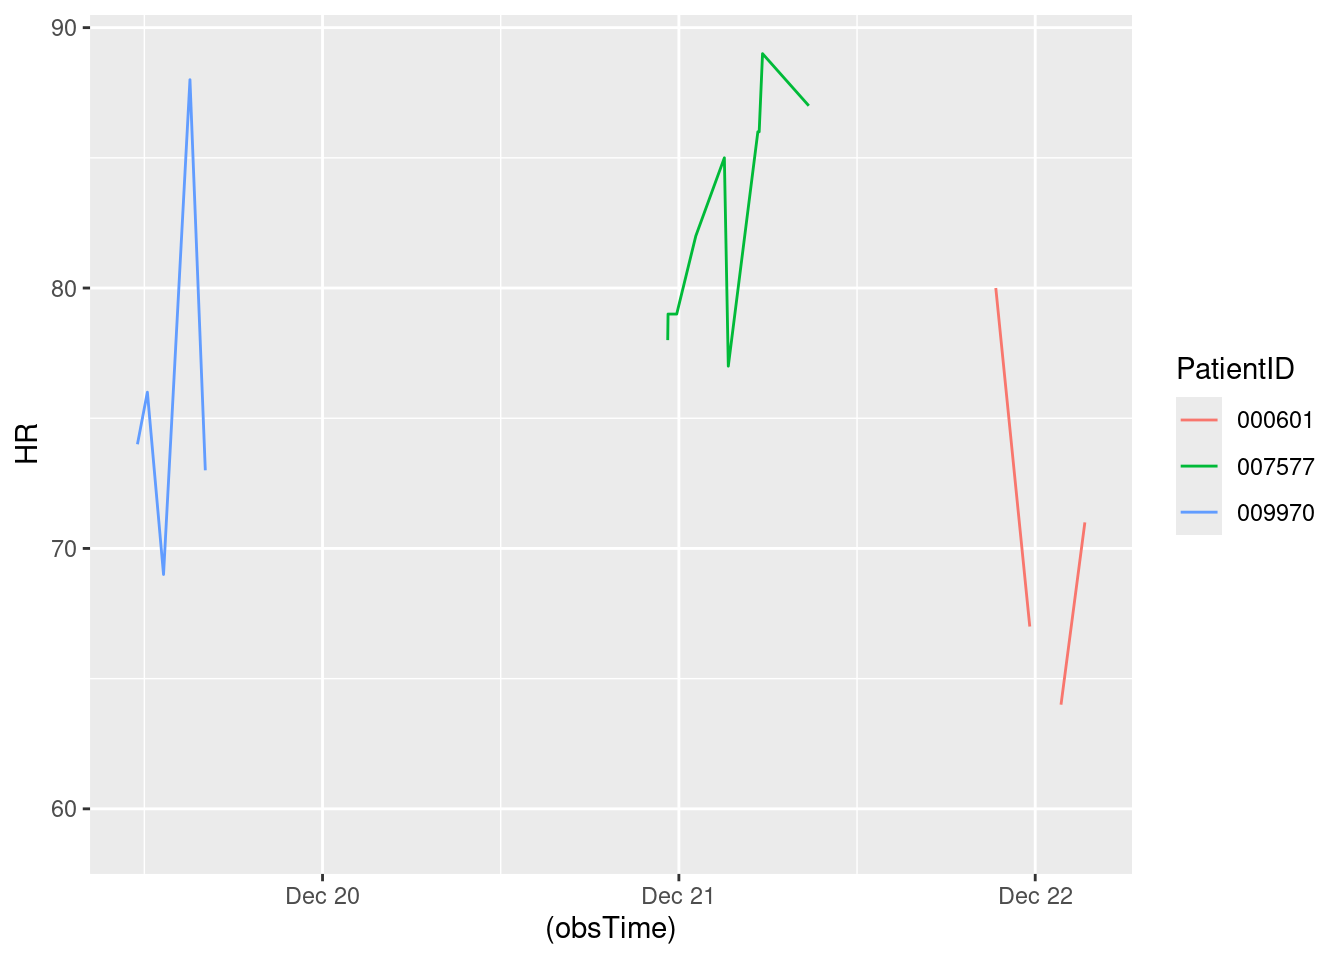 HR
90
80
70
60
Dec 20
Dec 21
Dec 22
(obsTime)
PatientID
000601
007577
009970